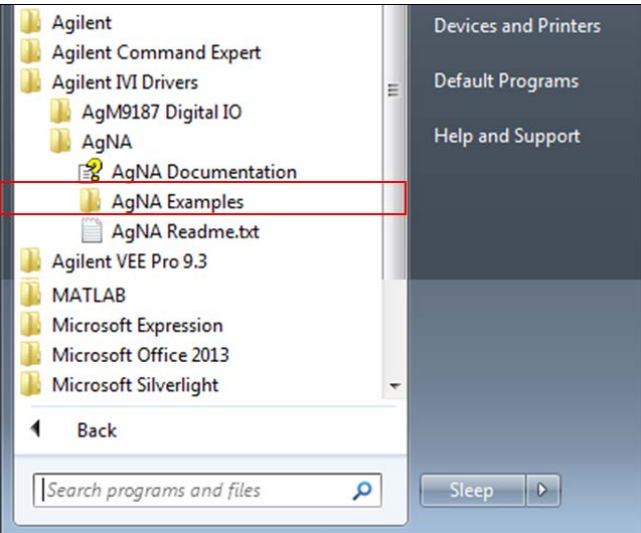 Agilent
Agilent Command Expert
Agilent IVI Drivers
AgM9187 Digital IO
AgNA
AgNA Documentation
AgNA Examples
AgNA Readme.txt
Agilent VEE Pro 9.3
MATLAB
Microsoft Expression
Microsoft Office 2013
Microsoft Silverlight
Back
Search programs and files
Devices and Printers
Default Programs
Help and Support
Sleep